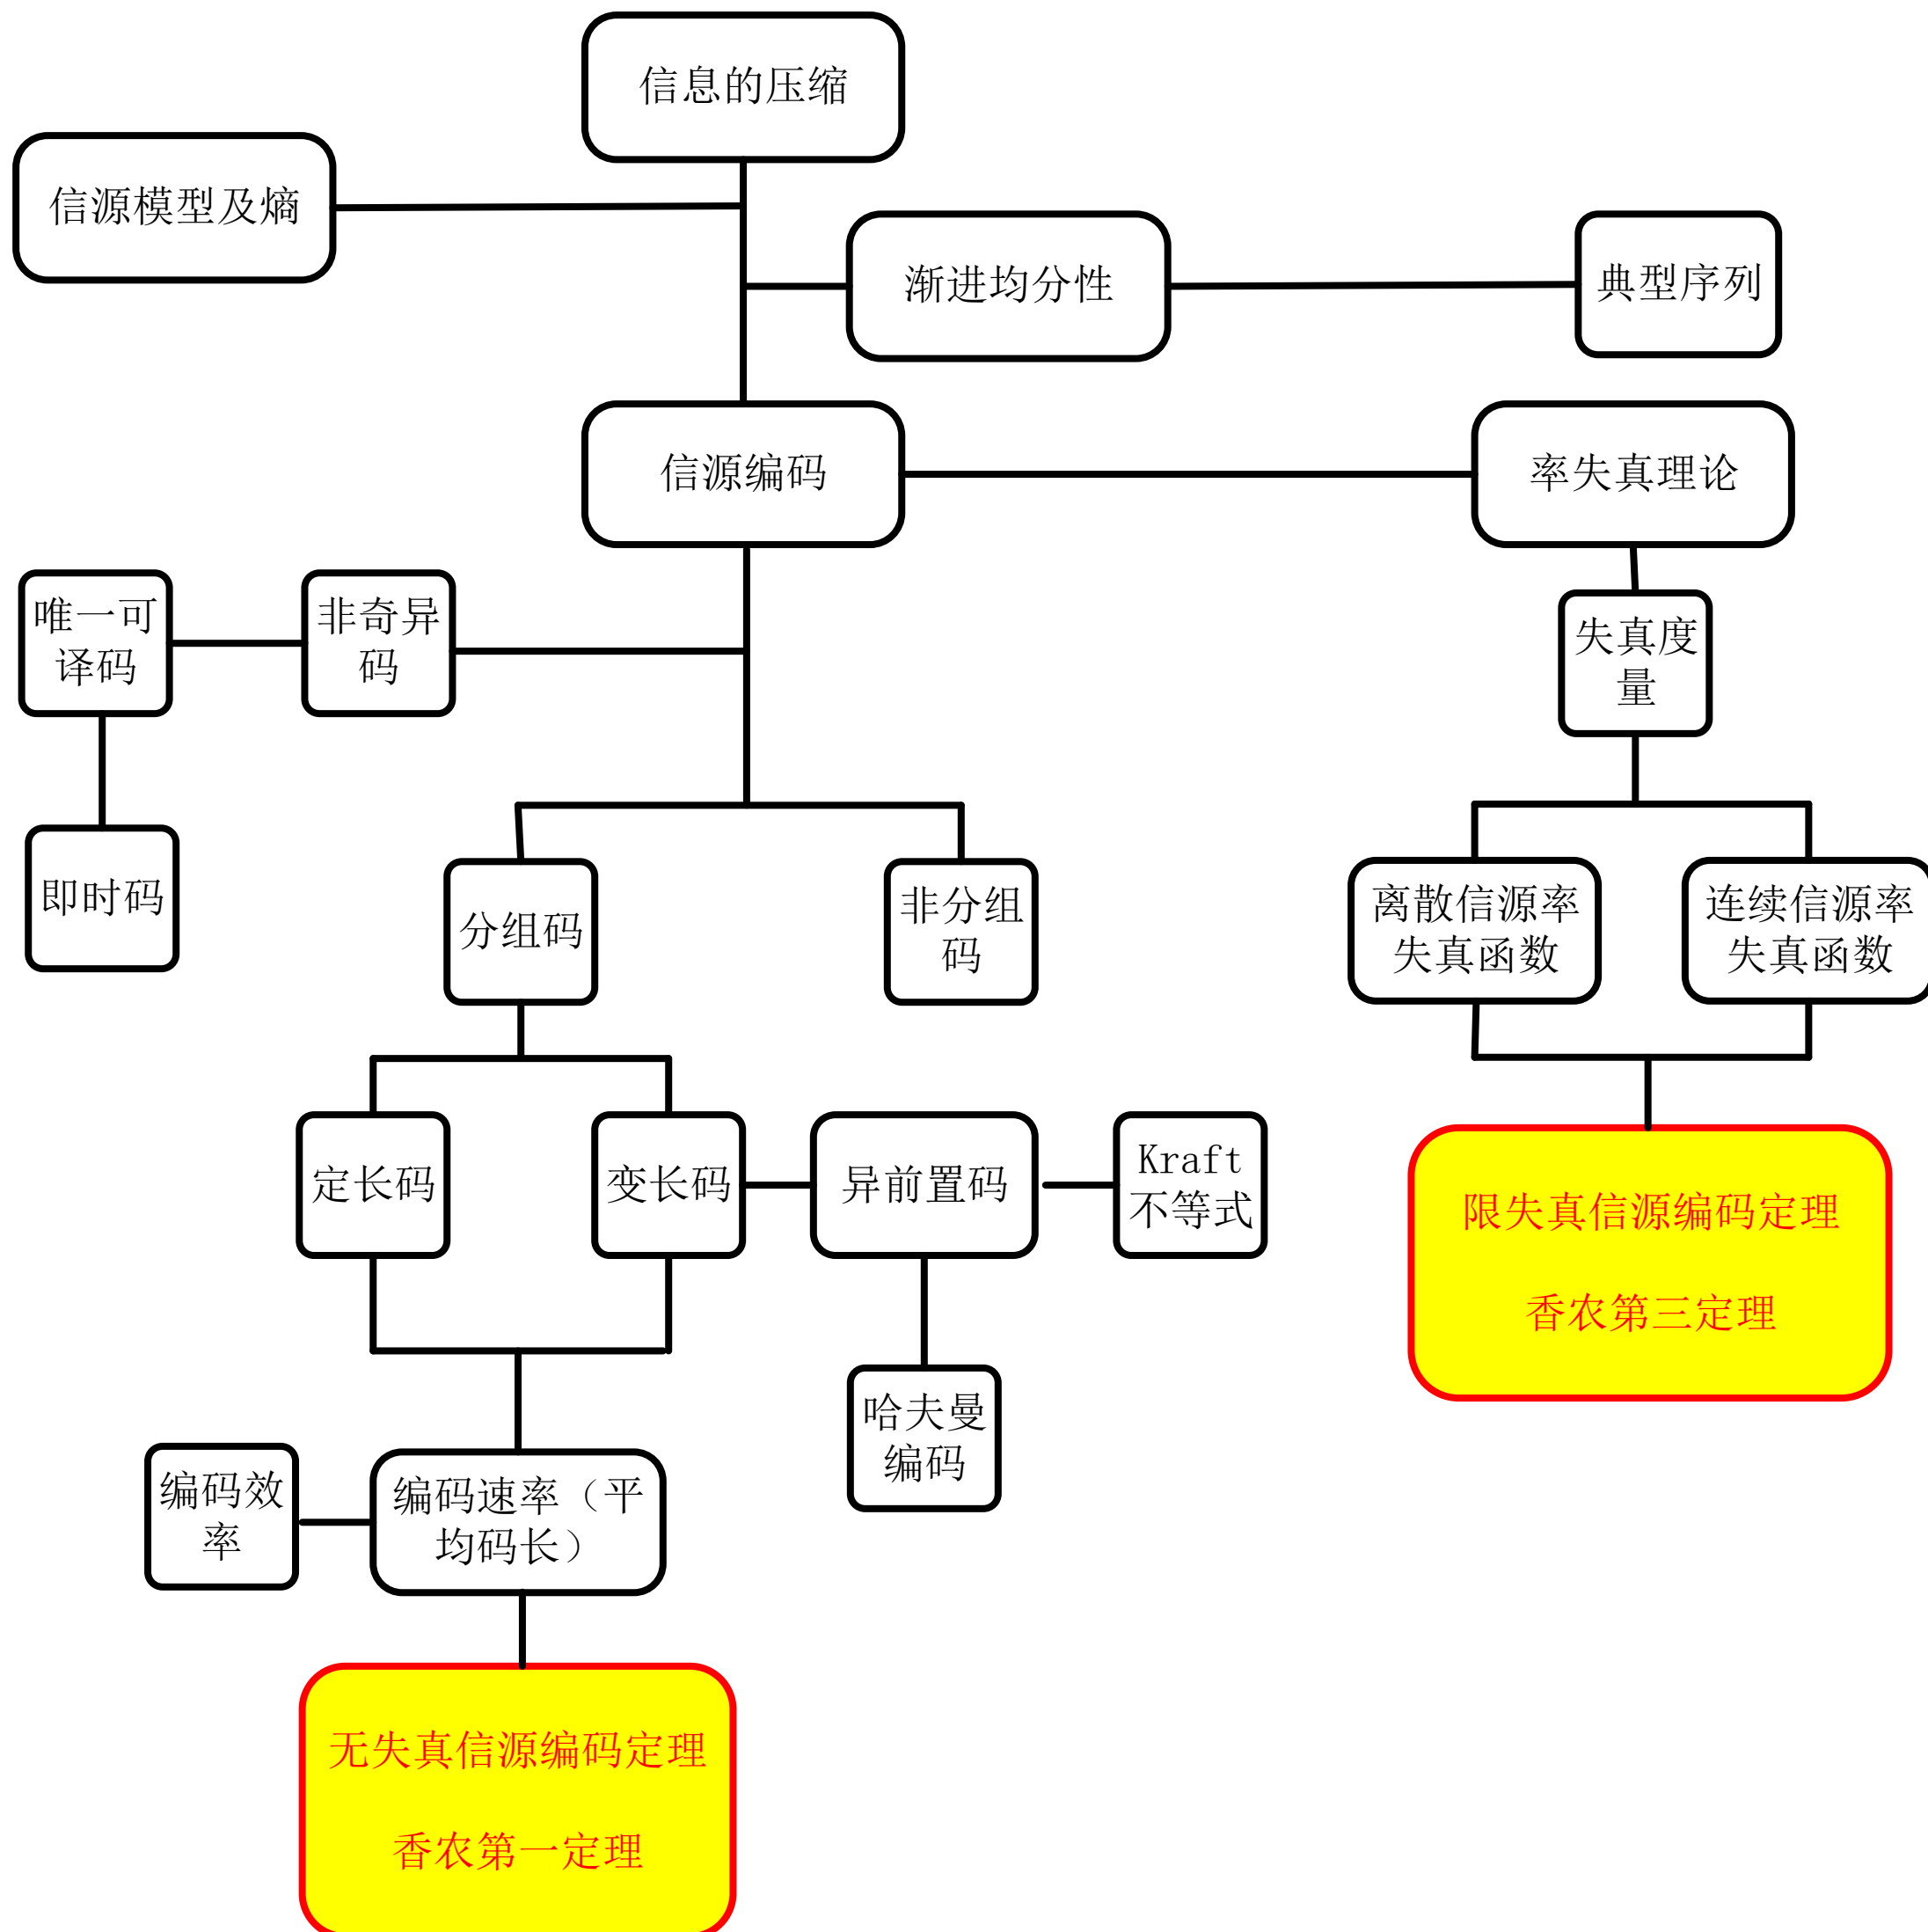 信息的压缩
信源模型及熵
渐进均分性
典型序列
信源编码
率失真理论
唯一可
译码
非奇异
码
失真度
量
即时码
分组码
非分组
码
离散信源率
失真函数
连续信源率
失真函数
定长码
变长码
异前置码
Kraft
不等式
限失真信源编码定理
香农第三定理
哈夫曼
编码
编码效
率
编码速率（平
均码长）
无失真信源编码定理
香农第一定理